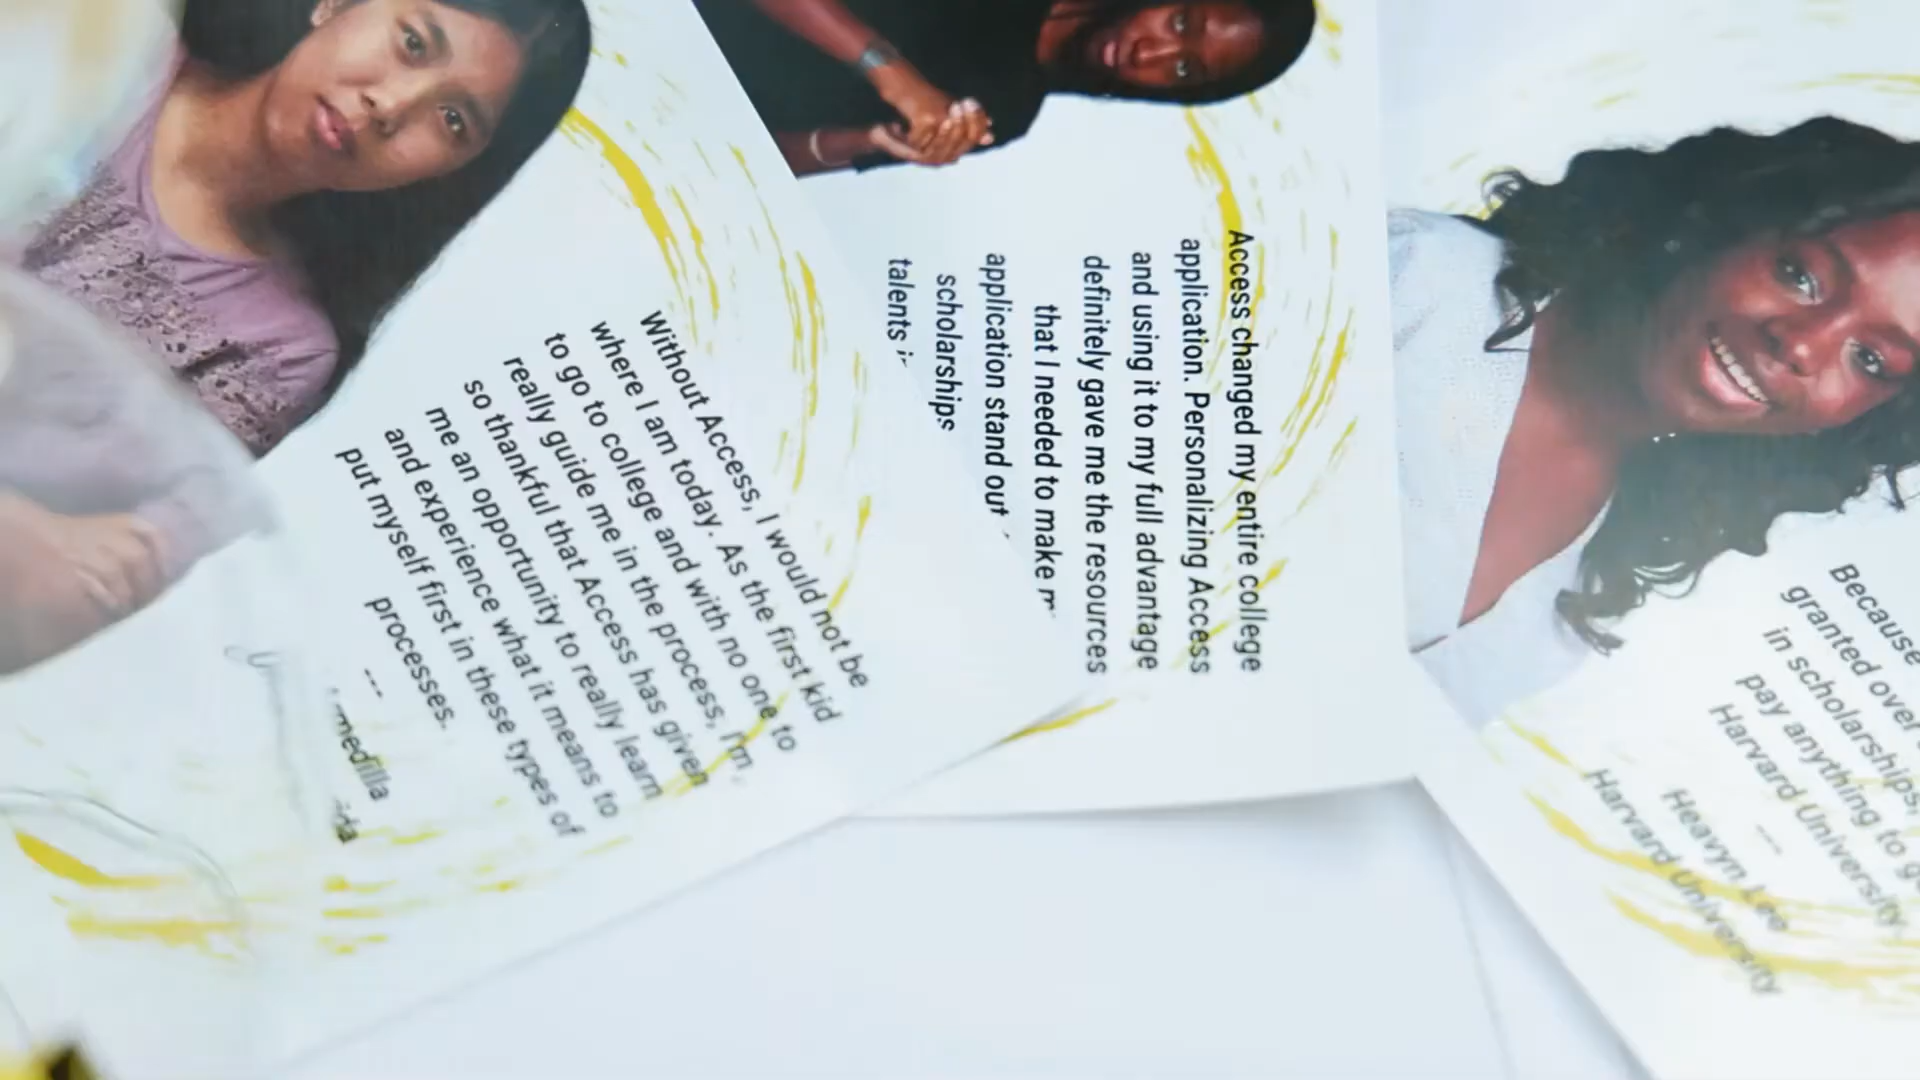 Without Access, I would not be
where I am today. As the first kid
to go to college and with no one to
really guide me in the process, I'm
so thankful that Access has given
me an opportunity to really learn
and experience what it means to
put myself first in these types of
processes.
---
Access changed my entire college
application. Personalizing Access
and using it to my full advantage
definitely gave me the resources
that I needed to make
application stand out
scholarships
talents
Because
granted over
in scholarships,
pay anything to
Harvard University.
---
Heavyn Lee
Harvard University